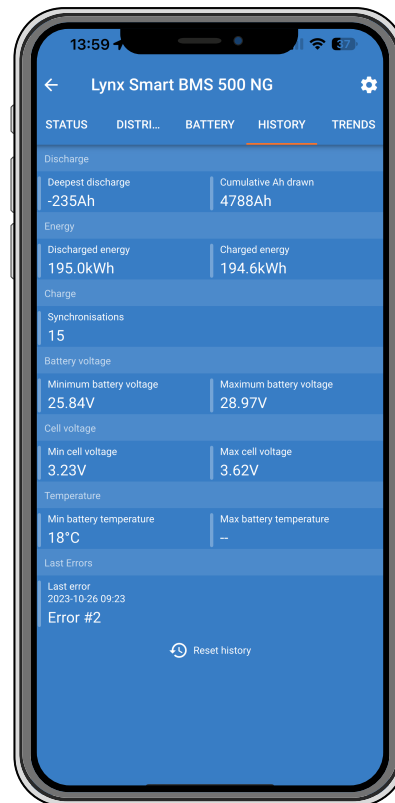 13:59
37
Lynx Smart BMS 500 NG
STATUS DISTRI... BATTERY HISTORY TRENDS
Discharge
Deepest discharge Cumulative Ah drawn
-235Ah 4788Ah
Energy
Discharged energy Charged energy
195.0kWh 194.6kWh
Charge
Synchronisations
15
Battery voltage
Minimum battery voltage Maximum battery voltage
25.84V 28.97V
Cell voltage
Min cell voltage Max cell voltage
3.23V 3.62V
Temperature
Min battery temperature Max battery temperature
18°C --
Last Errors
Last error
2023-10-26 09:23
Error #2
Reset history